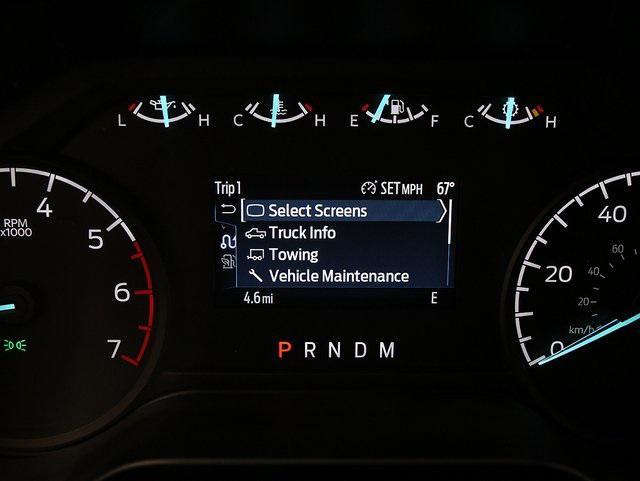 L H C H E F C H
Trip 1 SET MPH 67°
Select Screens
Truck Info
Towing
Vehicle Maintenance
4.6 mi E
P R N D M
RPM
x1000
4
5
6
7
40
20
0
60
40
20
km/h